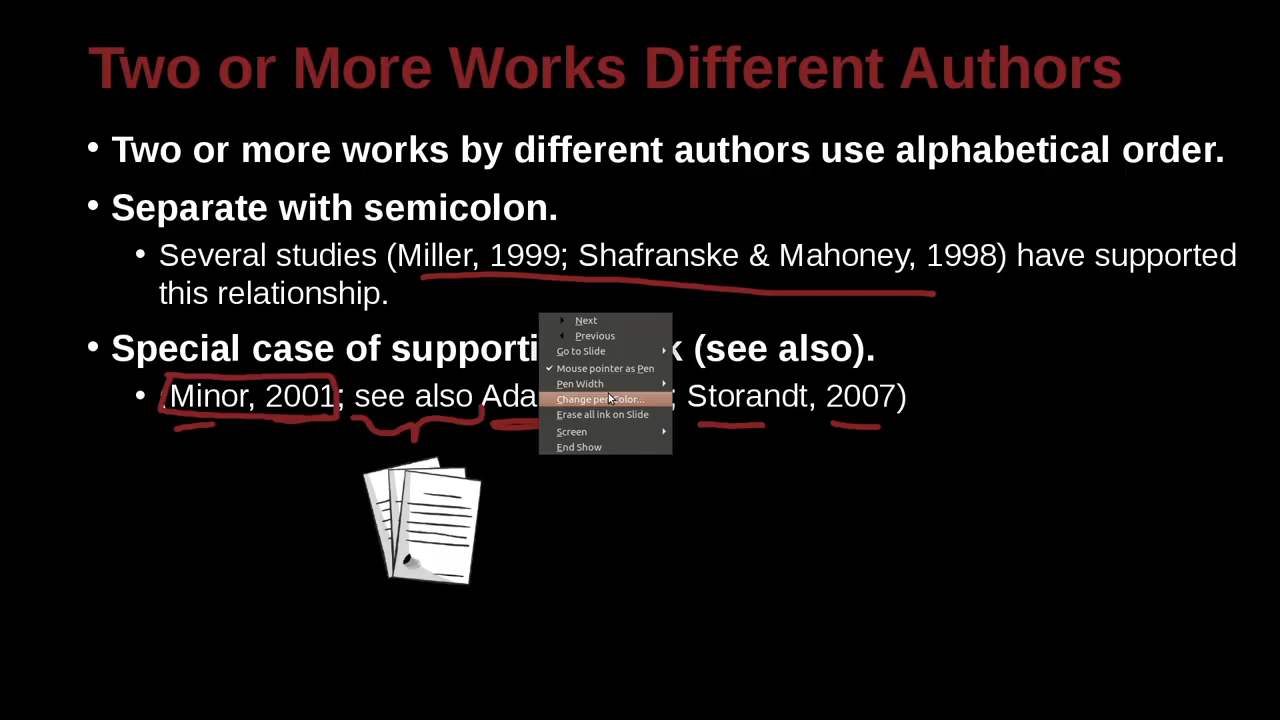 Two or More Works Different Authors
• Two or more works by different authors use alphabetical order.
• Separate with semicolon.
• Several studies (Miller, 1999; Shafranske & Mahoney, 1998) have supported
this relationship.
• Special case of (see also).
• Minor, 2001; see also ; Storandt, 2007)
Next
Previous
Go to Slide
Mouse pointer as Pen
Pen Width
Change pen Color...
Erase all ink on Slide
Screen
End Show